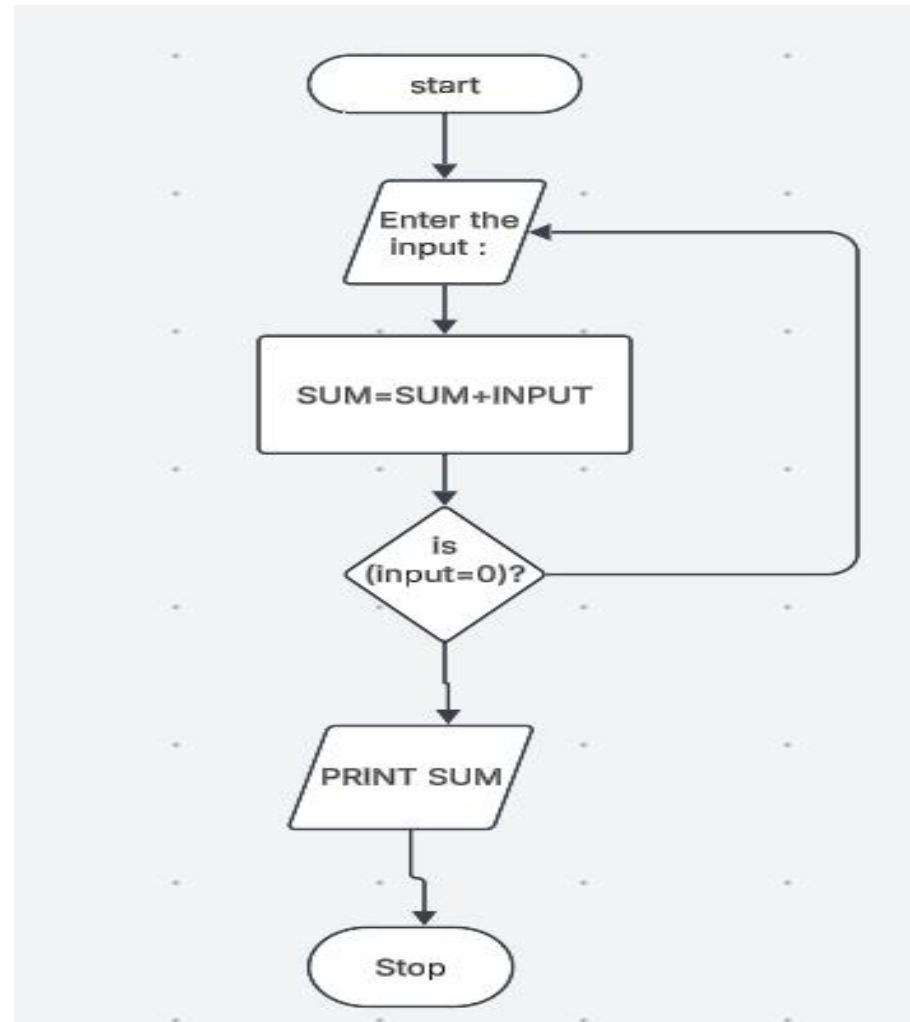 start
Enter the
input :
SUM=SUM+INPUT
is
(input=0)?
PRINT SUM
Stop